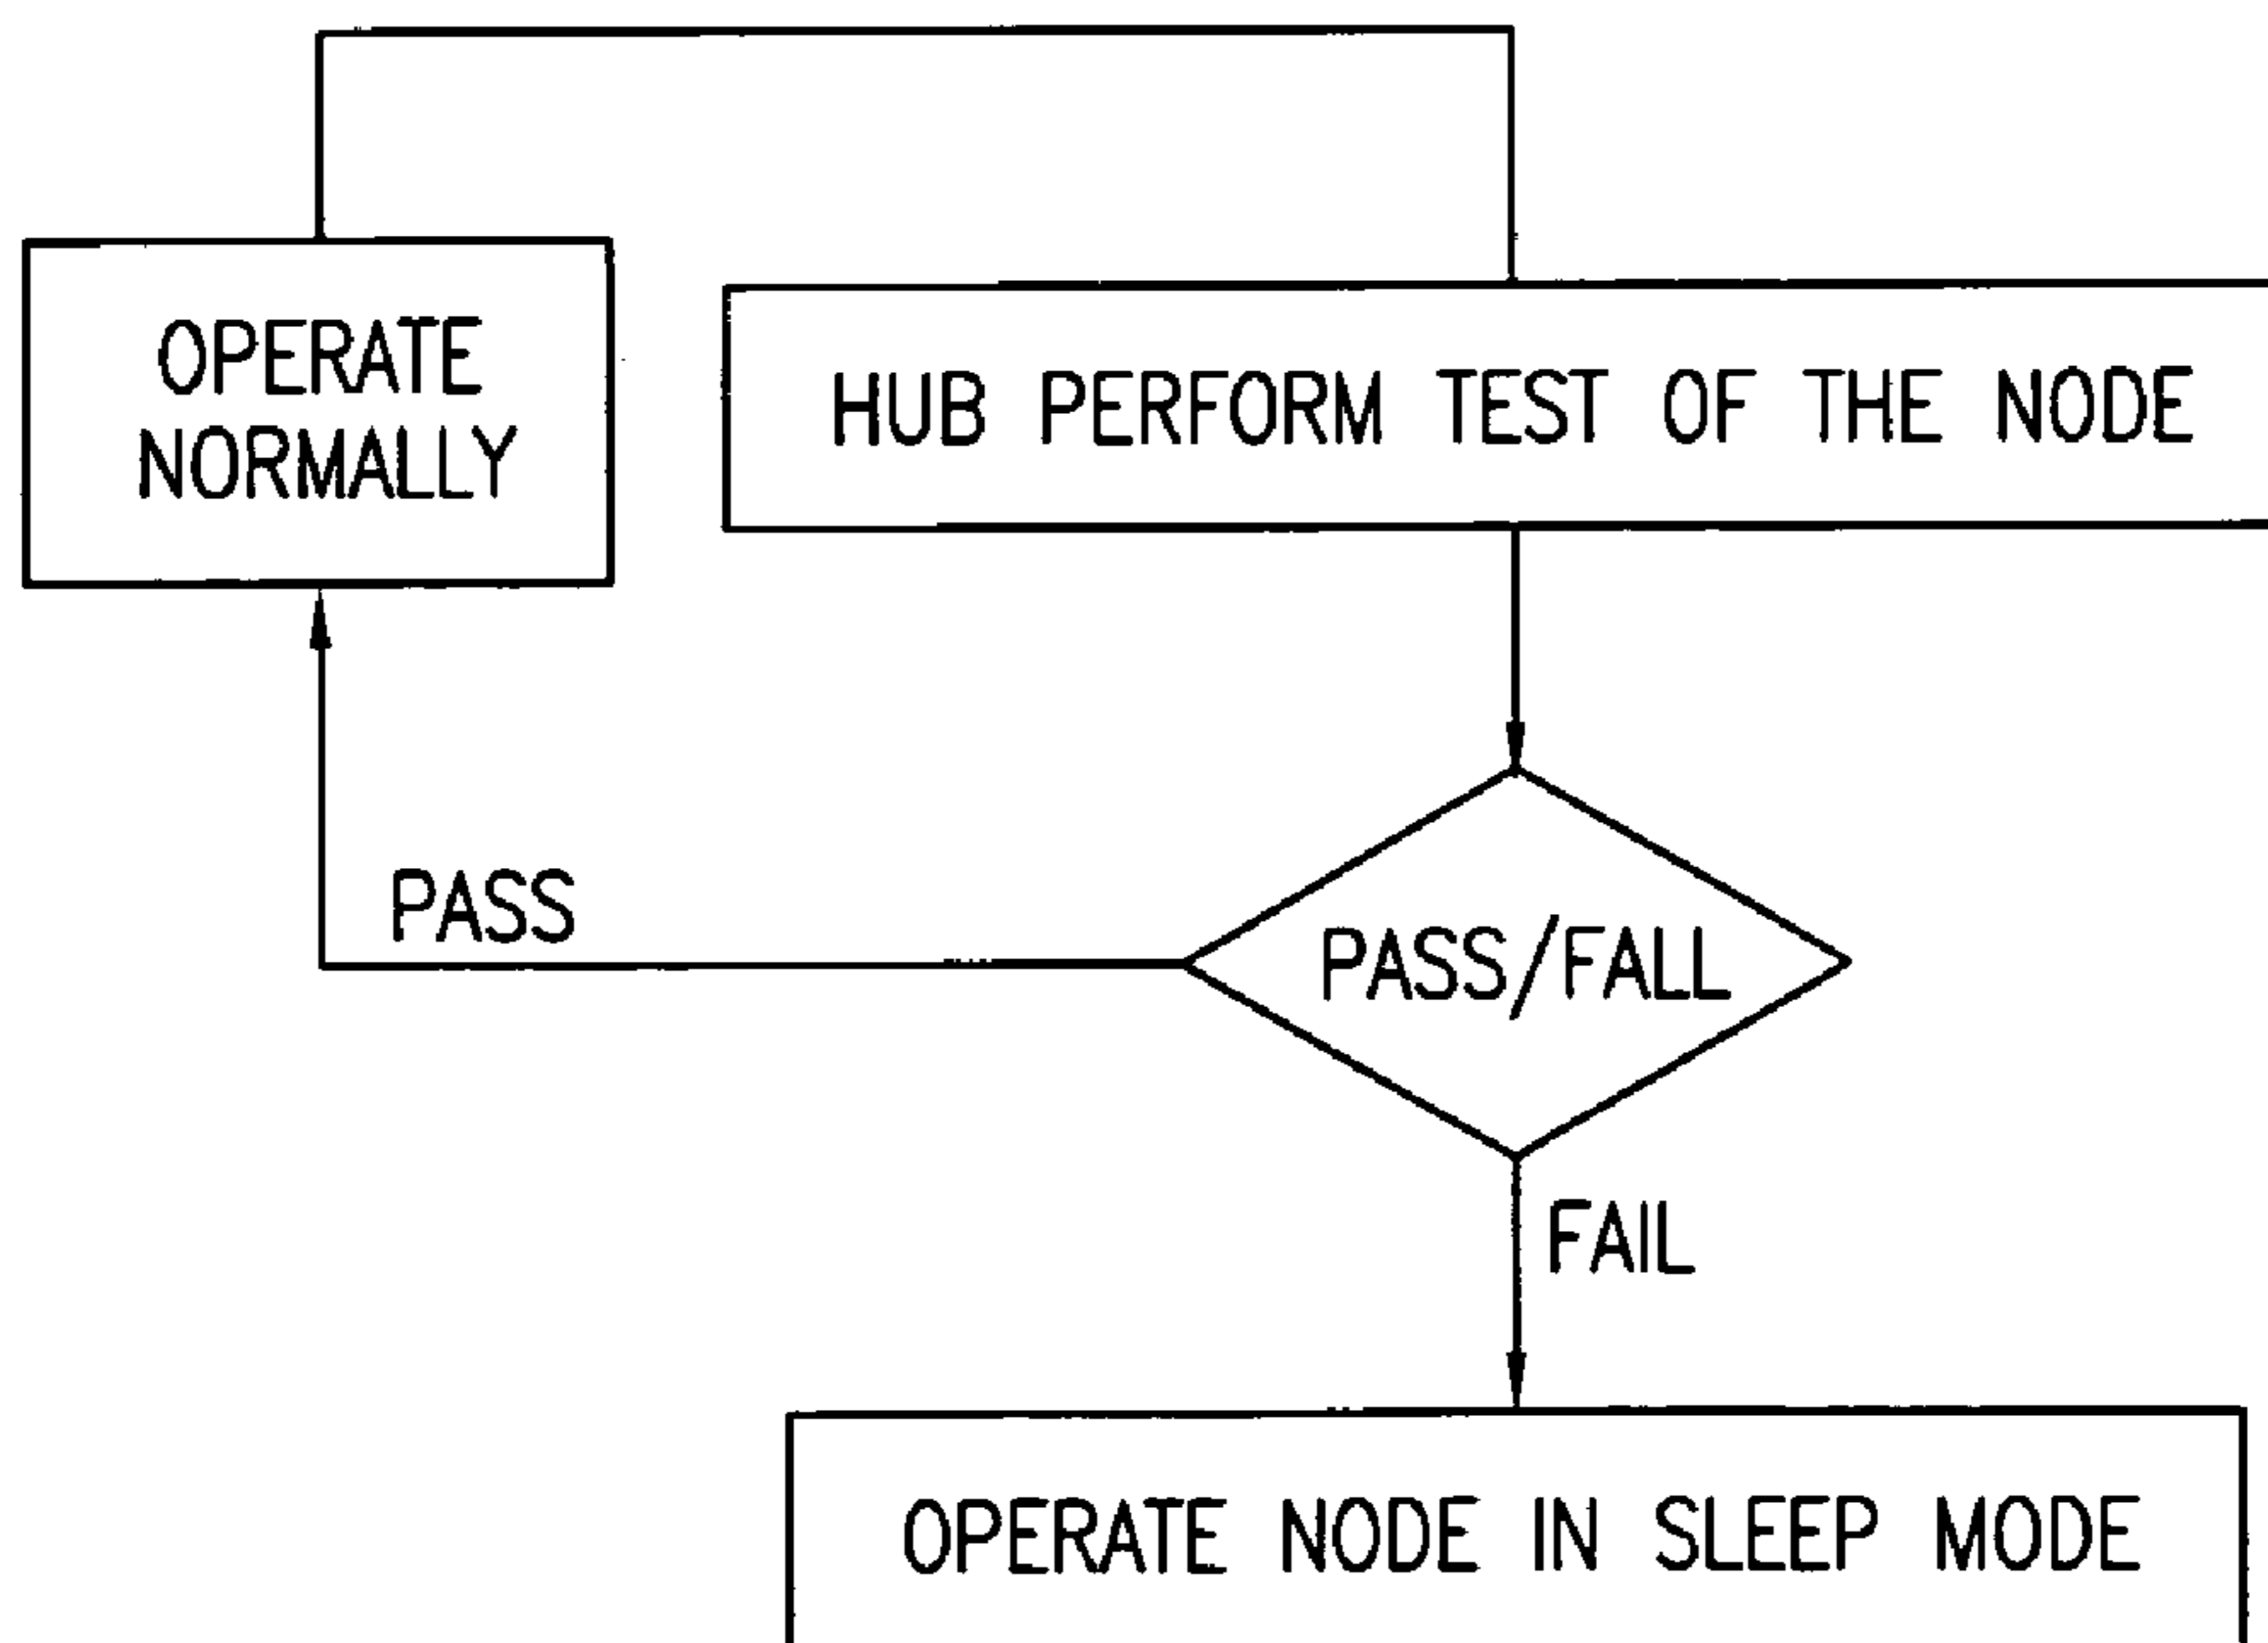 OPERATE
NORMALLY
HUB PERFORM TEST OF THE NODE
PASS
PASS/FALL
FAIL
OPERATE NODE IN SLEEP MODE